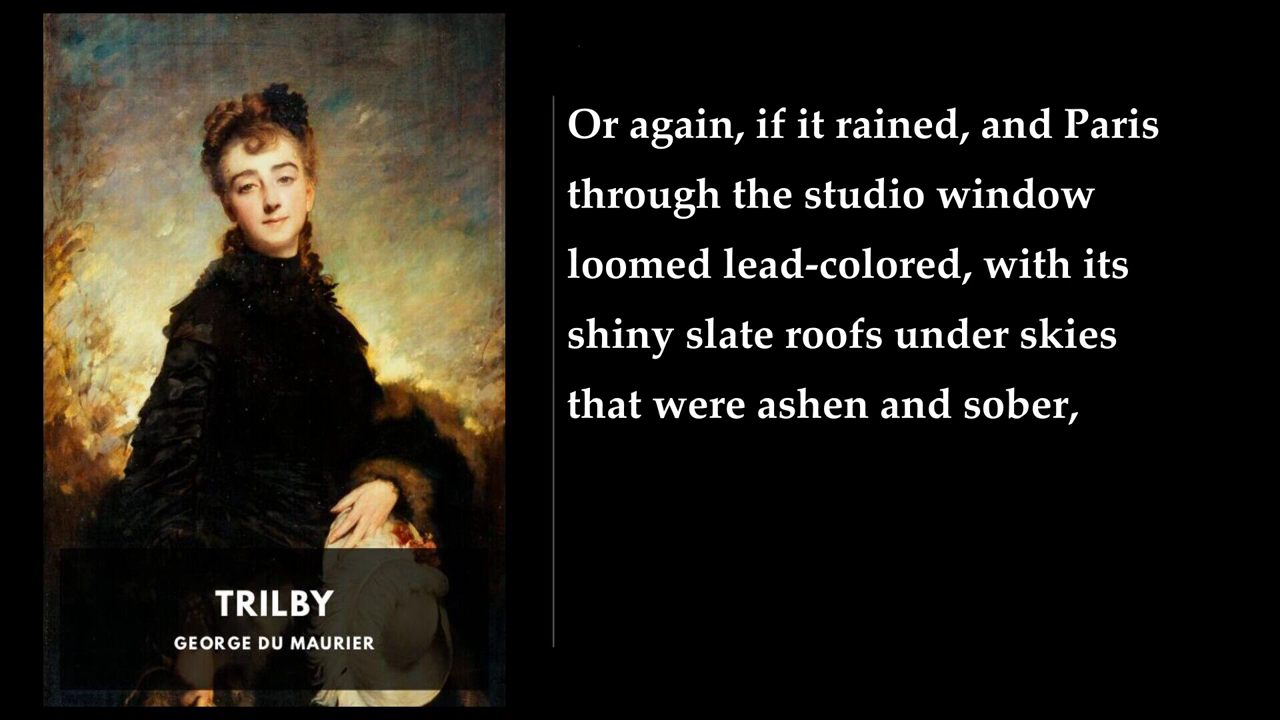 Or again, if it rained, and Paris
through the studio window
loomed lead-colored, with its
shiny slate roofs under skies
that were ashen and sober,
TRILBY
GEORGE DU MAURIER